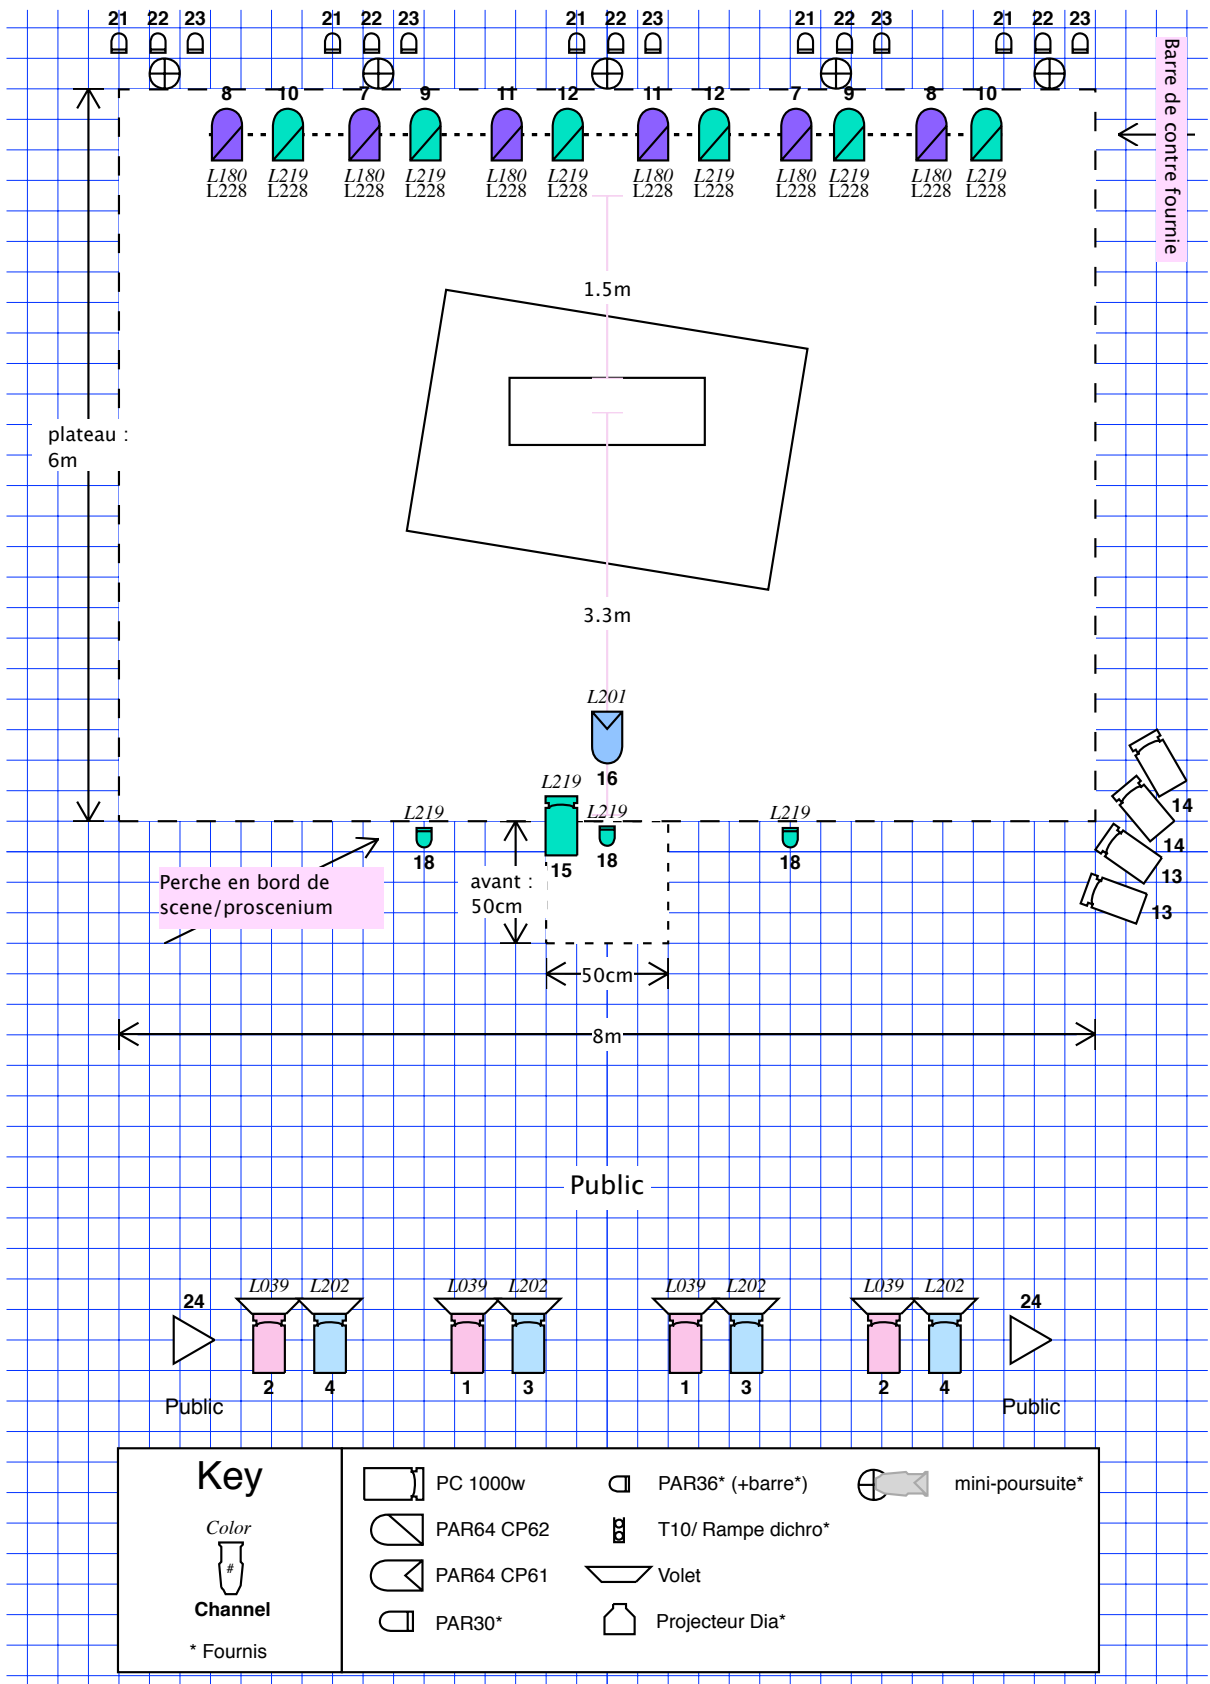 21 22 23 21 22 23 21 22 23 21 22 23 21 22 23
Barre de contre fournie
8 10 7 9 11 12 11 12 7 9 8 10
L180 L219 L180 L219 L180 L219 L180 L219 L180 L219 L180 L219
L228 L228 L228 L228 L228 L228 L228 L228 L228 L228 L228 L228
1.5m
plateau :
6m
3.3m
L201
16
L219
15
L219
18
L219
18
L219
18
14
14
13
13
Perche en bord de
scene/proscenium
avant :
50cm
50cm
8m
Public
L039 L202 L039 L202 L039 L202 L039 L202
24 24
2 4 1 3 1 3 2 4
Public Public
Key
Color
#
Channel
* Fournis
PC 1000w
PAR64 CP62
PAR64 CP61
PAR30*
PAR36* (+barre*)
T10/ Rampe dichro*
Volet
Projecteur Dia*
mini-poursuite*